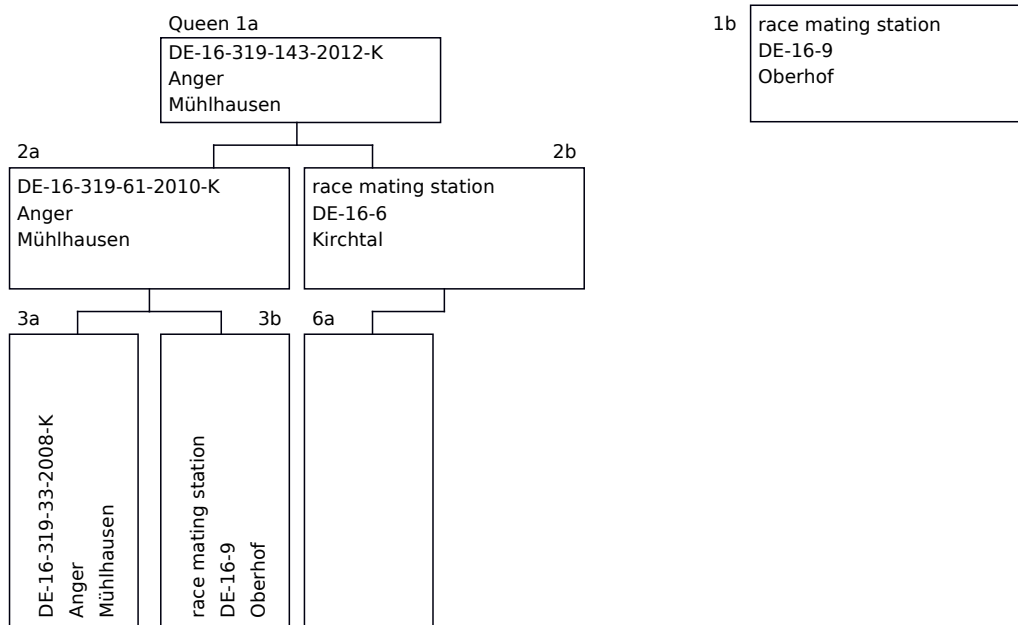 Queen 1a
DE-16-319-143-2012-K
Anger
Mühlhausen
1b
race mating station
DE-16-9
Oberhof
2a
DE-16-319-61-2010-K
Anger
Mühlhausen
2b
race mating station
DE-16-6
Kirchtal
3a
DE-16-319-33-2008-K
Anger
Mühlhausen
3b
race mating station
DE-16-9
Oberhof
6a